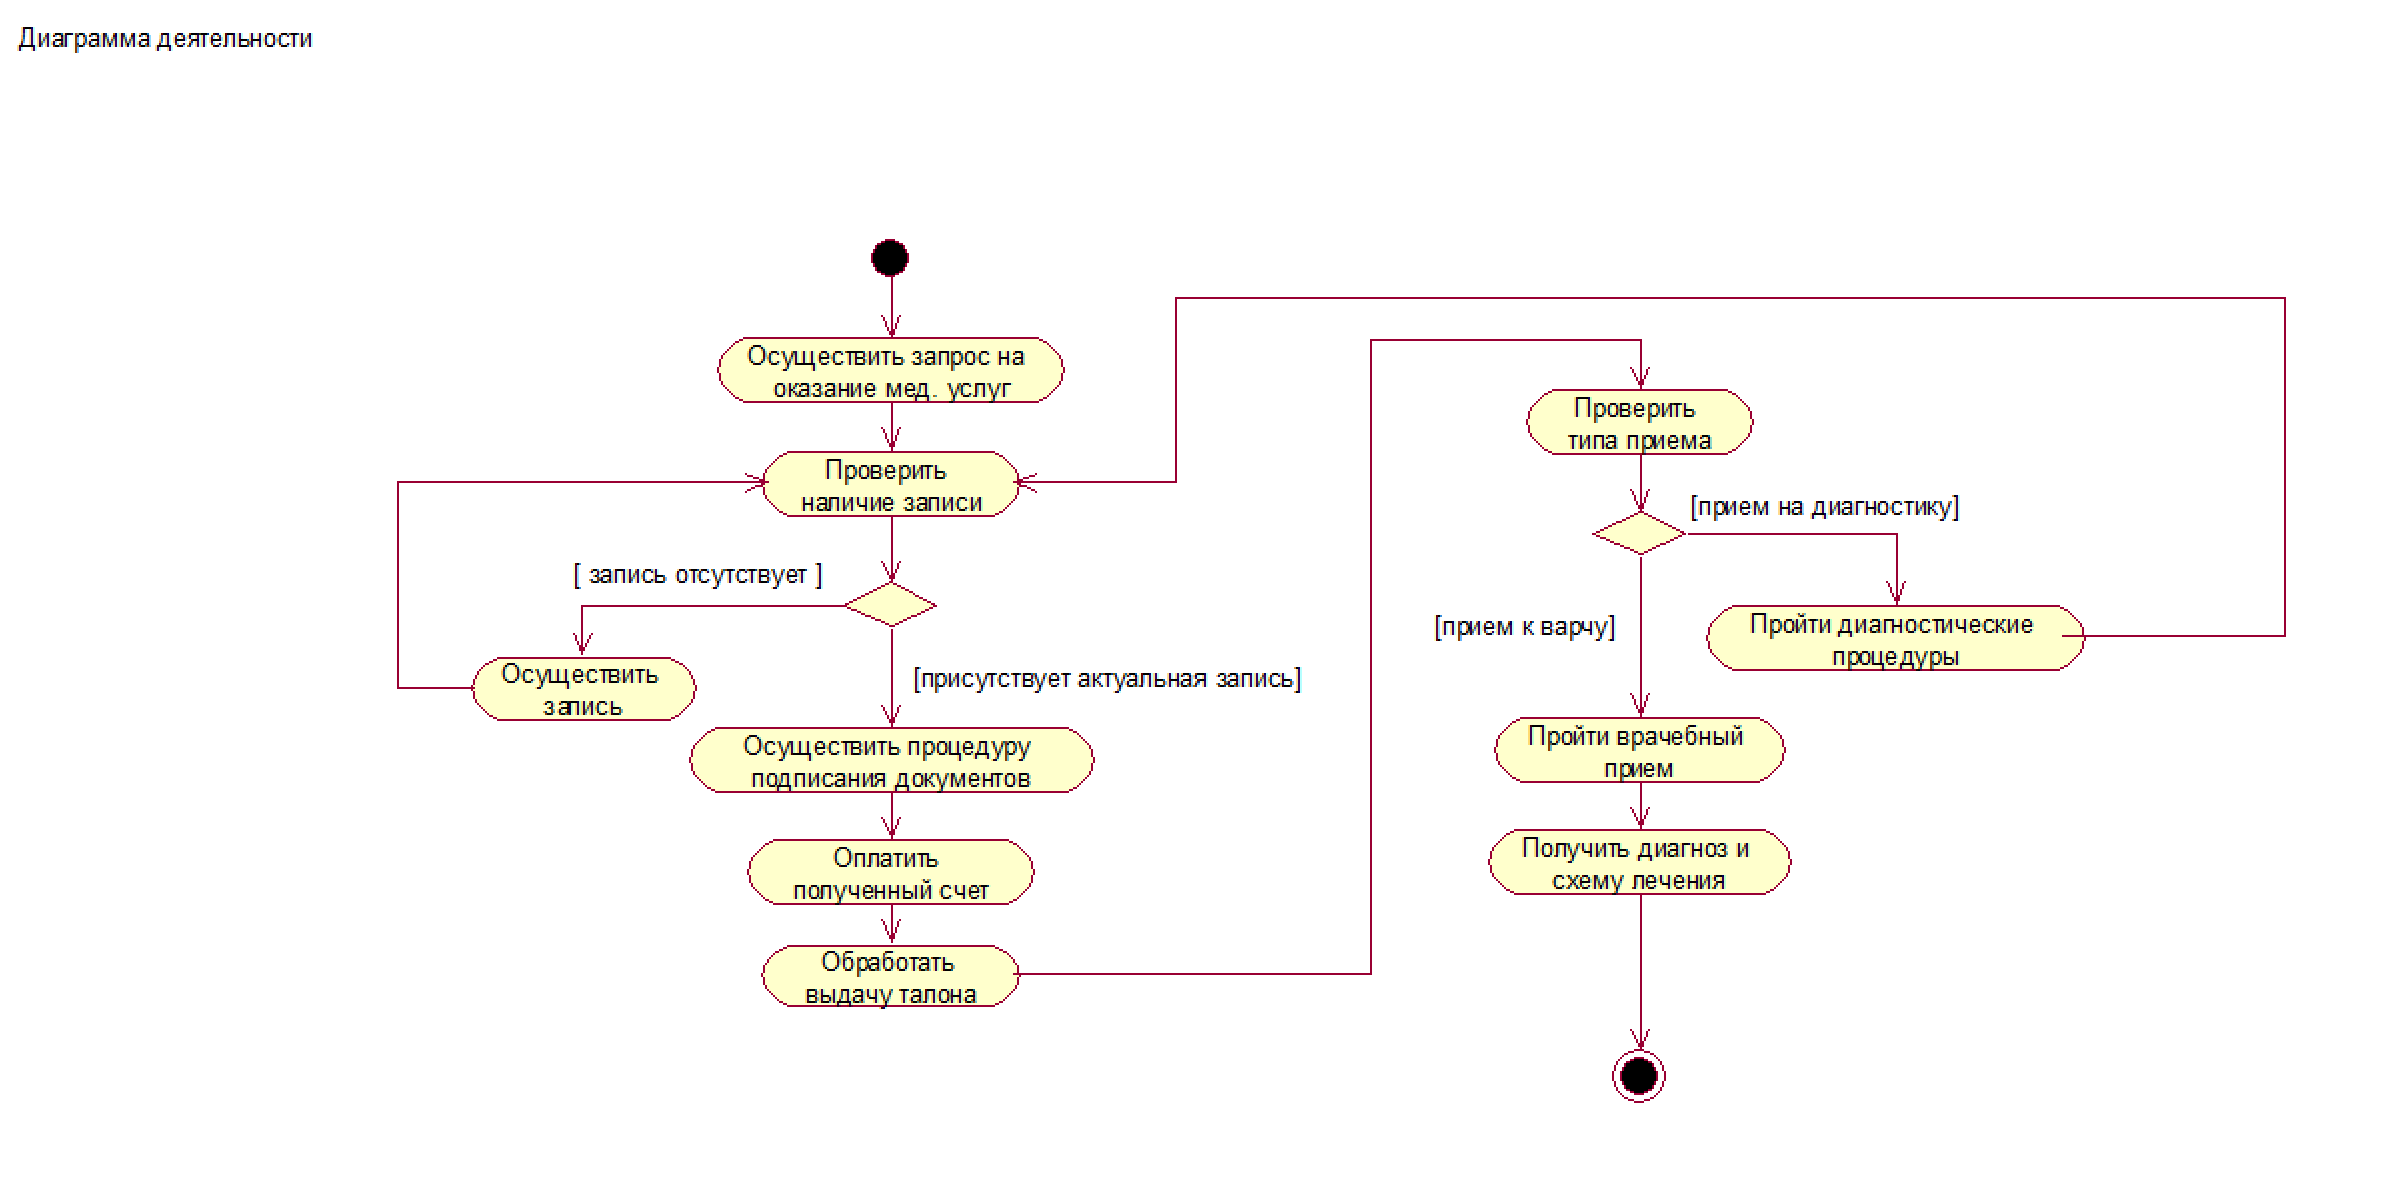 Диаграмма деятельности
Осуществить запрос на
оказание мед. услуг
Проверить
наличие записи
[ запись отсутствует ]
Осуществить
запись
[присутствует актуальная запись]
Осуществить процедуру
подписания документов
Оплатить
полученный счет
Обработать
выдачу талона
Проверить
типа приема
[прием на диагностику]
[прием к варчу]
Пройти диагностические
процедуры
Пройти врачебный
прием
Получить диагноз и
схему лечения